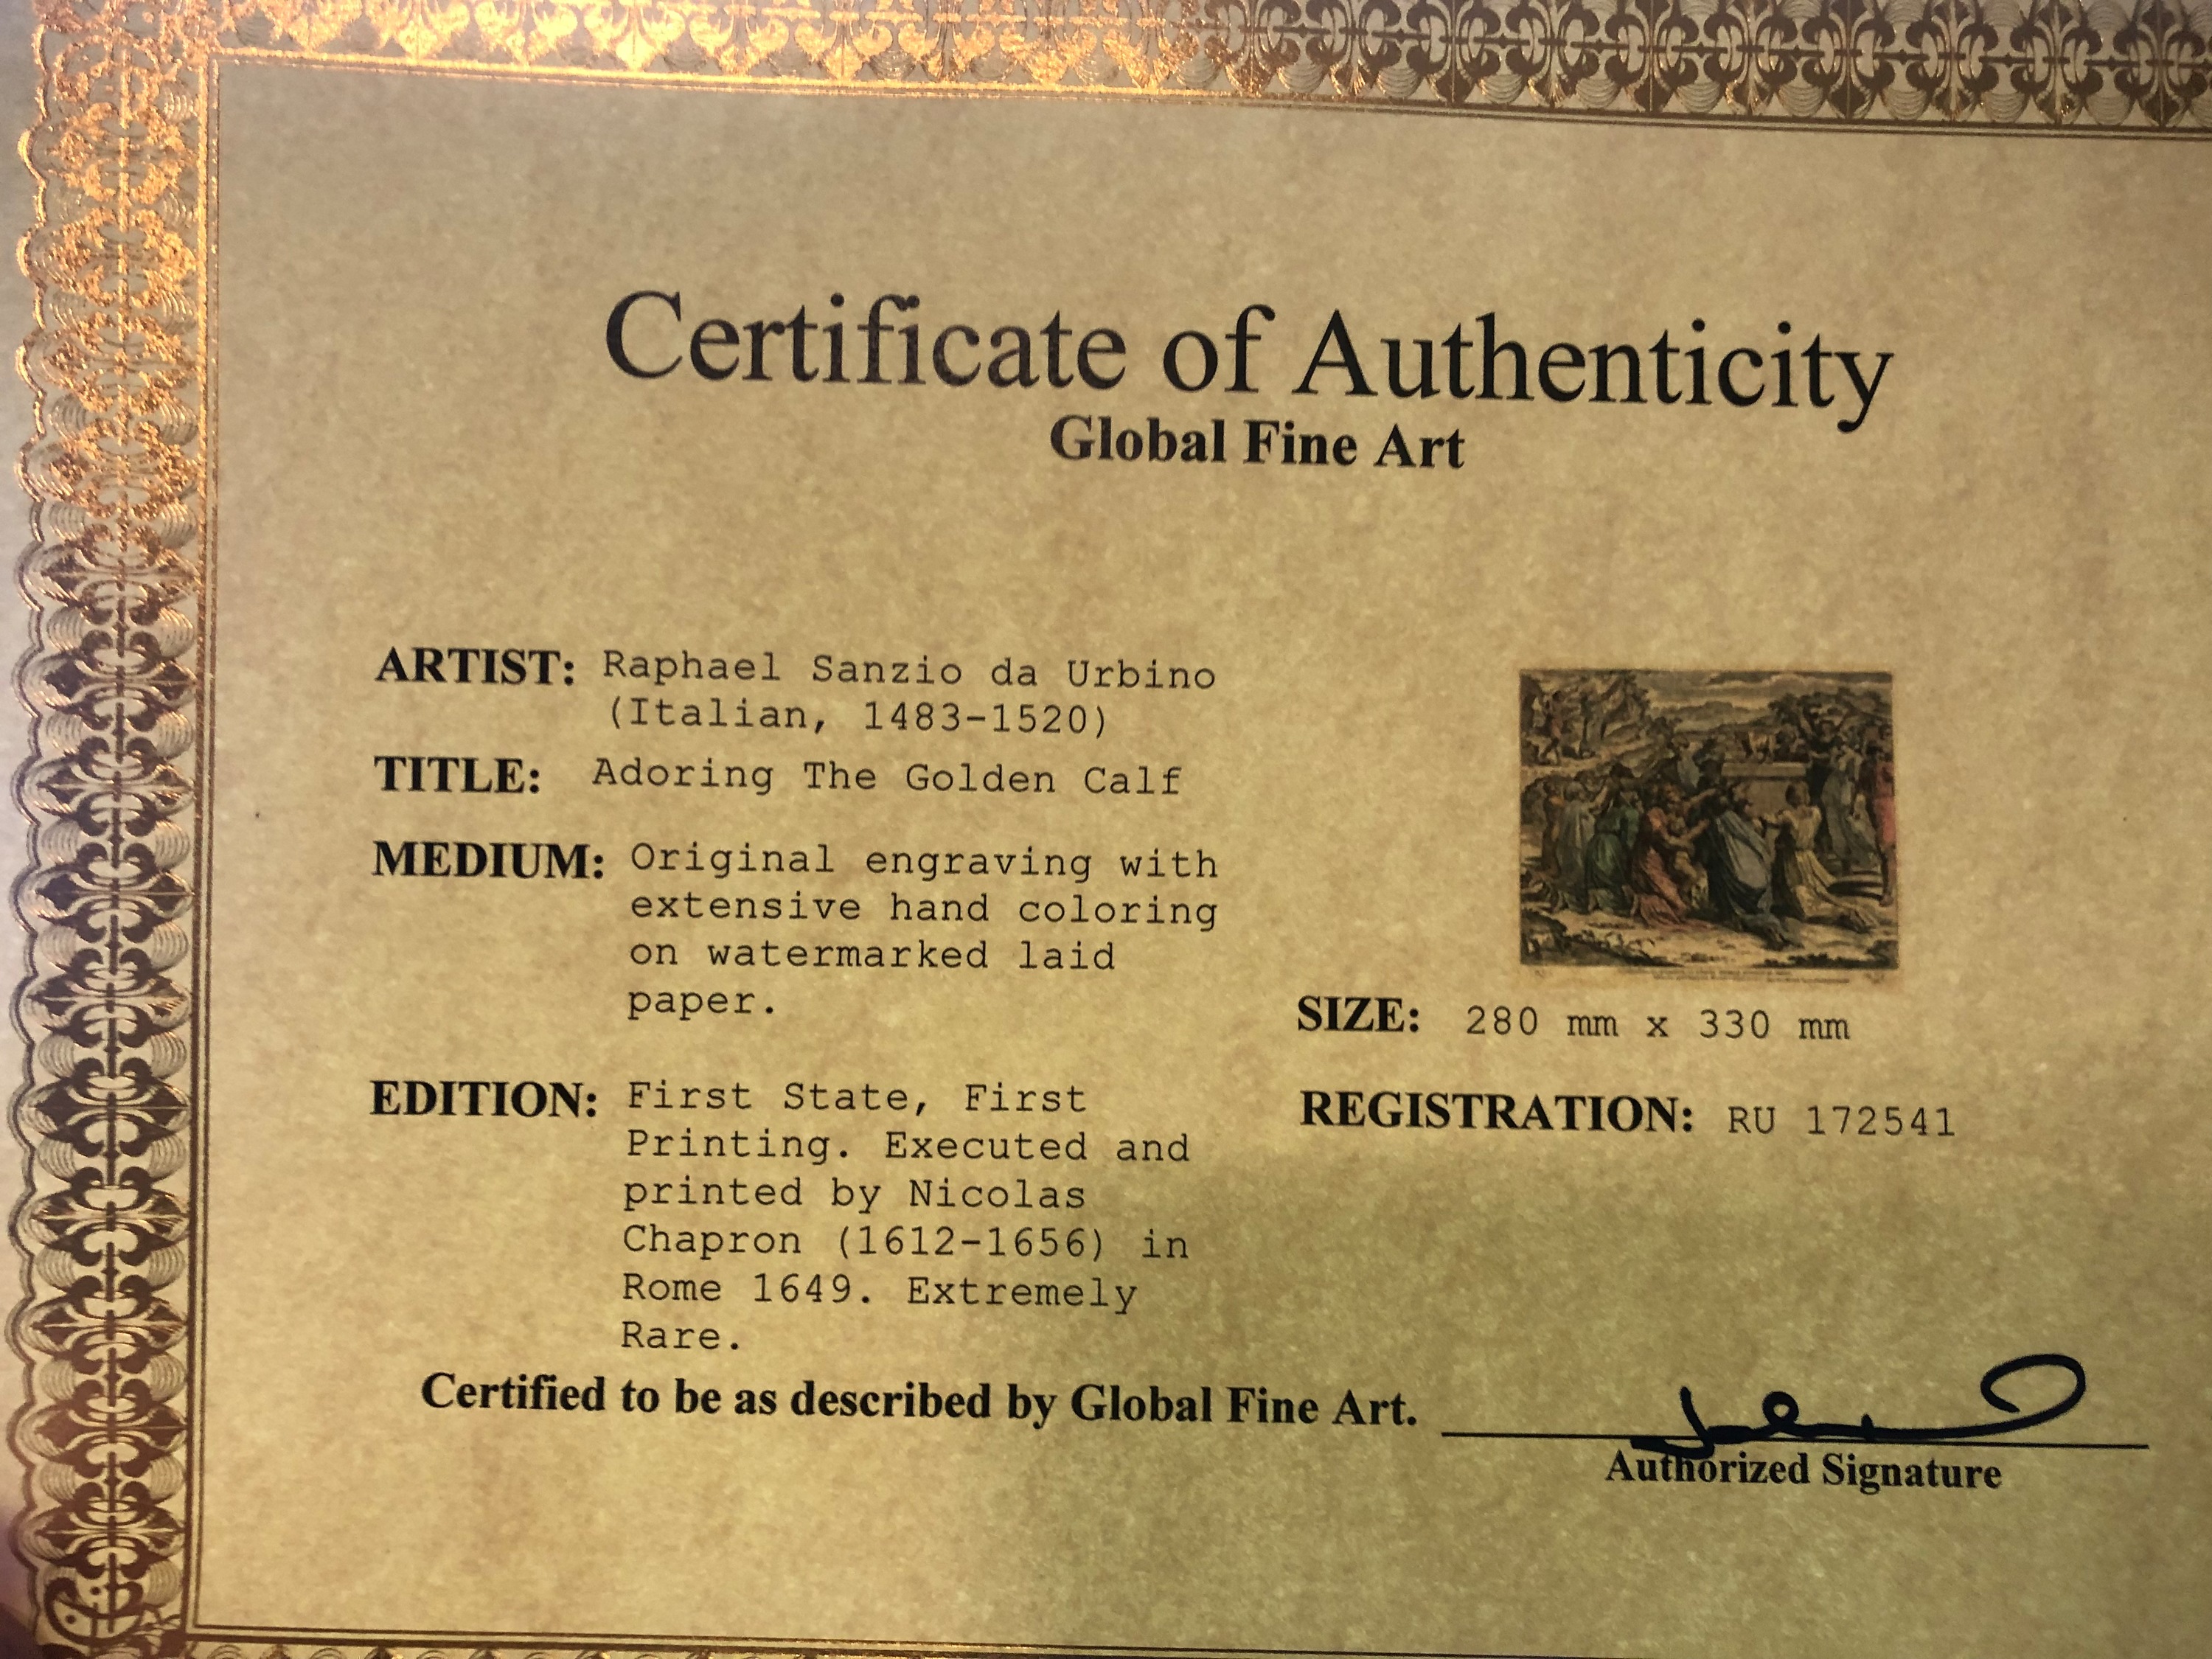 Certificate of Authenticity
Global Fine Art
ARTIST: Raphael Sanzio da Urbino
(Italian, 1483-1520)
TITLE: Adoring The Golden Calf
MEDIUM: Original engraving with
extensive hand coloring
on watermarked laid
paper.
EDITION: First State, First
Printing. Executed and
printed by Nicolas
Chapron (1612-1656) in
Rome 1649. Extremely
Rare.
SIZE: 280 mm x 330 mm
REGISTRATION: RU 172541
Certified to be as described by Global Fine Art.
Authorized Signature